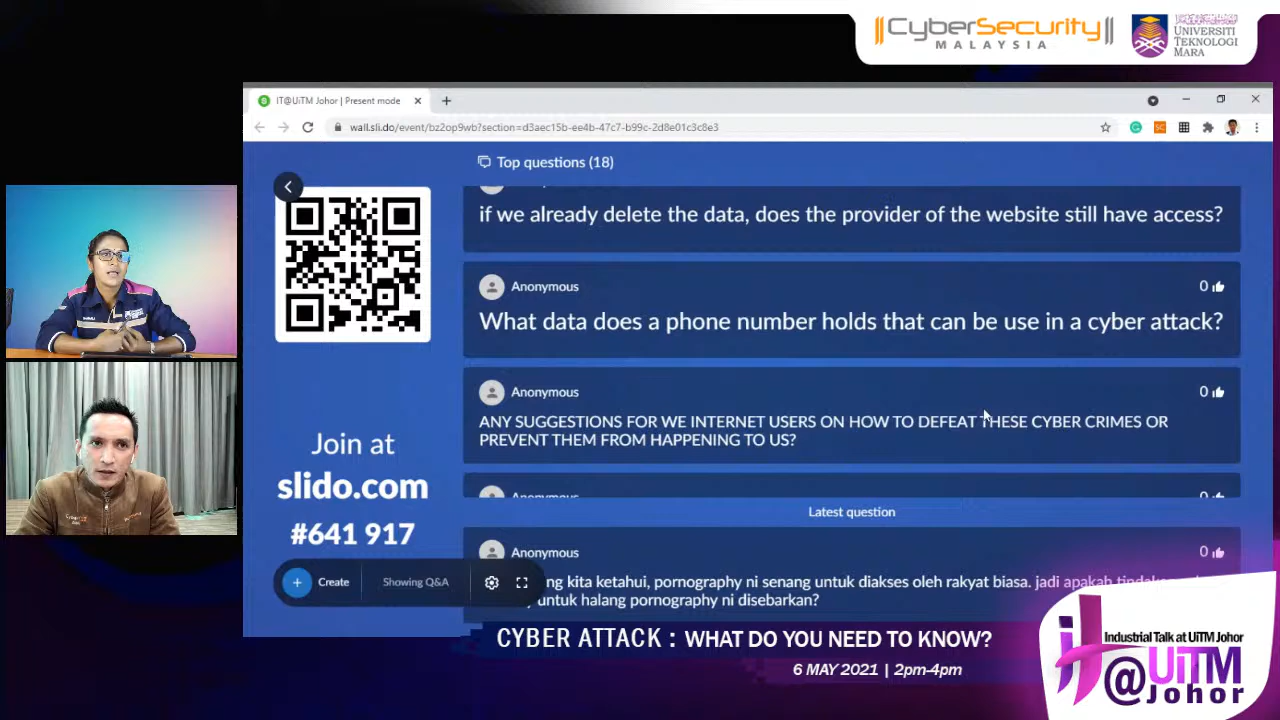 CyberSecurity
MALAYSIA
UNIVERSITI
TEKNOLOGI
MARA
IT@UiTM Johor | Present mode
wall.sli.do/event/bz2op9wb?section=d3aec15b-ee4b-47c7-b99c-2d8e01c3c8e3
Top questions (18)
if we already delete the data, does the provider of the website still have access?
Anonymous
0
What data does a phone number holds that can be use in a cyber attack?
Anonymous
0
ANY SUGGESTIONS FOR WE INTERNET USERS ON HOW TO DEFEAT THESE CYBER CRIMES OR
PREVENT THEM FROM HAPPENING TO US?
Anonymous
Latest question
Anonymous
0
kita ketahui, pornography ni senang untuk diakses oleh rakyat biasa. jadi apakah
untuk halang pornography ni disebarkan?
Join at
slido.com
#641 917
Create
Showing Q&A
CYBER ATTACK : WHAT DO YOU NEED TO KNOW?
6 MAY 2021 | 2pm-4pm
it
Industrial Talk at UiTM Johor
@UiTM
Johor